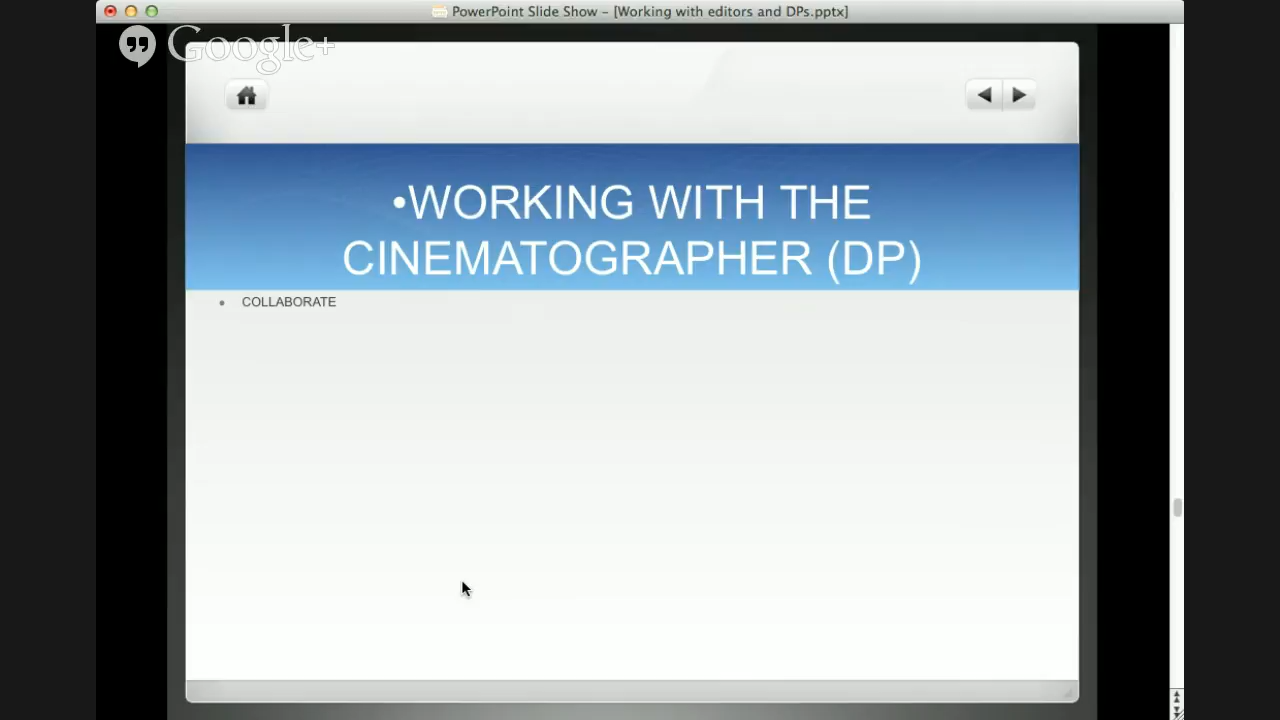 PowerPoint Slide Show – [Working with editors and DPs.pptx]
Google+
•WORKING WITH THE
CINEMATOGRAPHER (DP)
• COLLABORATE